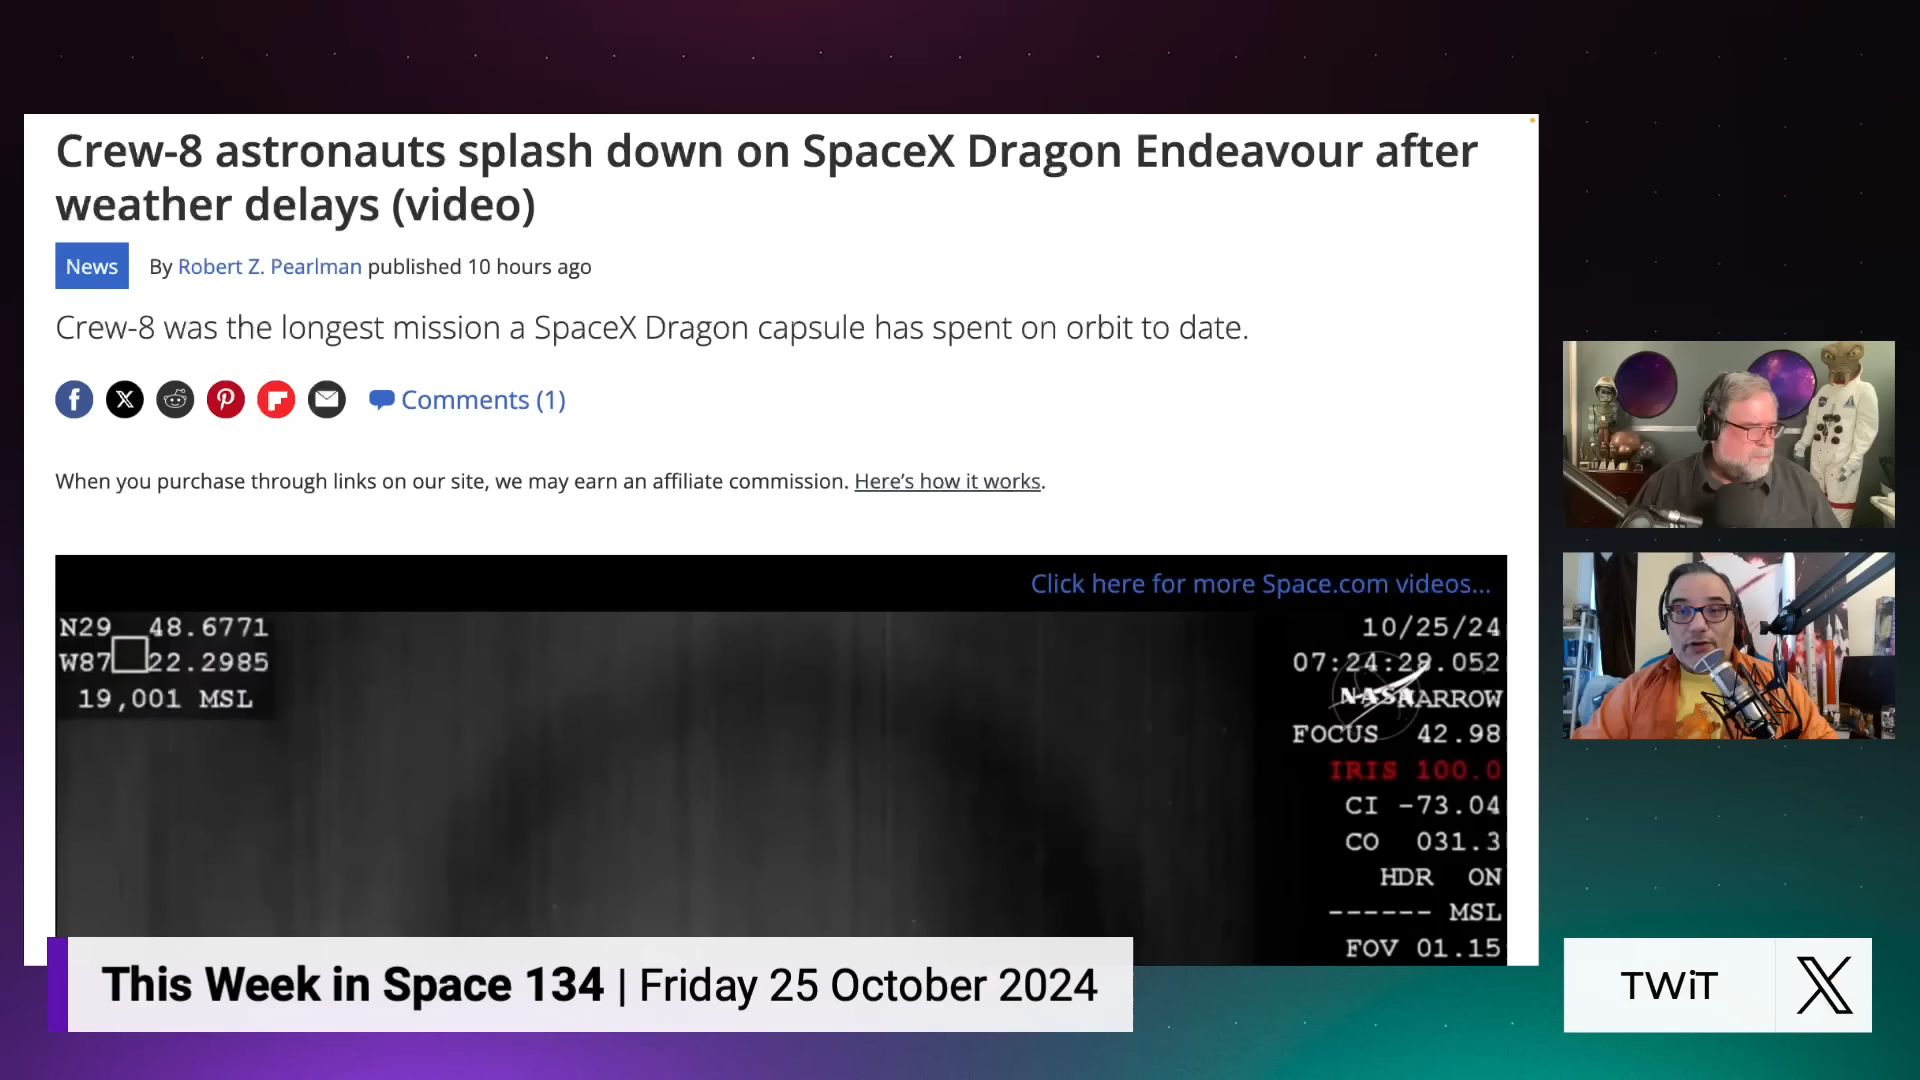 Crew-8 astronauts splash down on SpaceX Dragon Endeavour after
weather delays (video)
News By Robert Z. Pearlman published 10 hours ago
Crew-8 was the longest mission a SpaceX Dragon capsule has spent on orbit to date.
Comments (1)
When you purchase through links on our site, we may earn an affiliate commission. Here's how it works.
Click here for more Space.com videos...
N29 48.6771
W87 22.2985
19,001 MSL
10/25/24
07:24:28.052
NASA NARROW
FOCUS 42.98
IRIS 100.0
CI -73.04
CO 031.3
HDR ON
------ MSL
FOV 01.15
This Week in Space 134 | Friday 25 October 2024
TWiT X